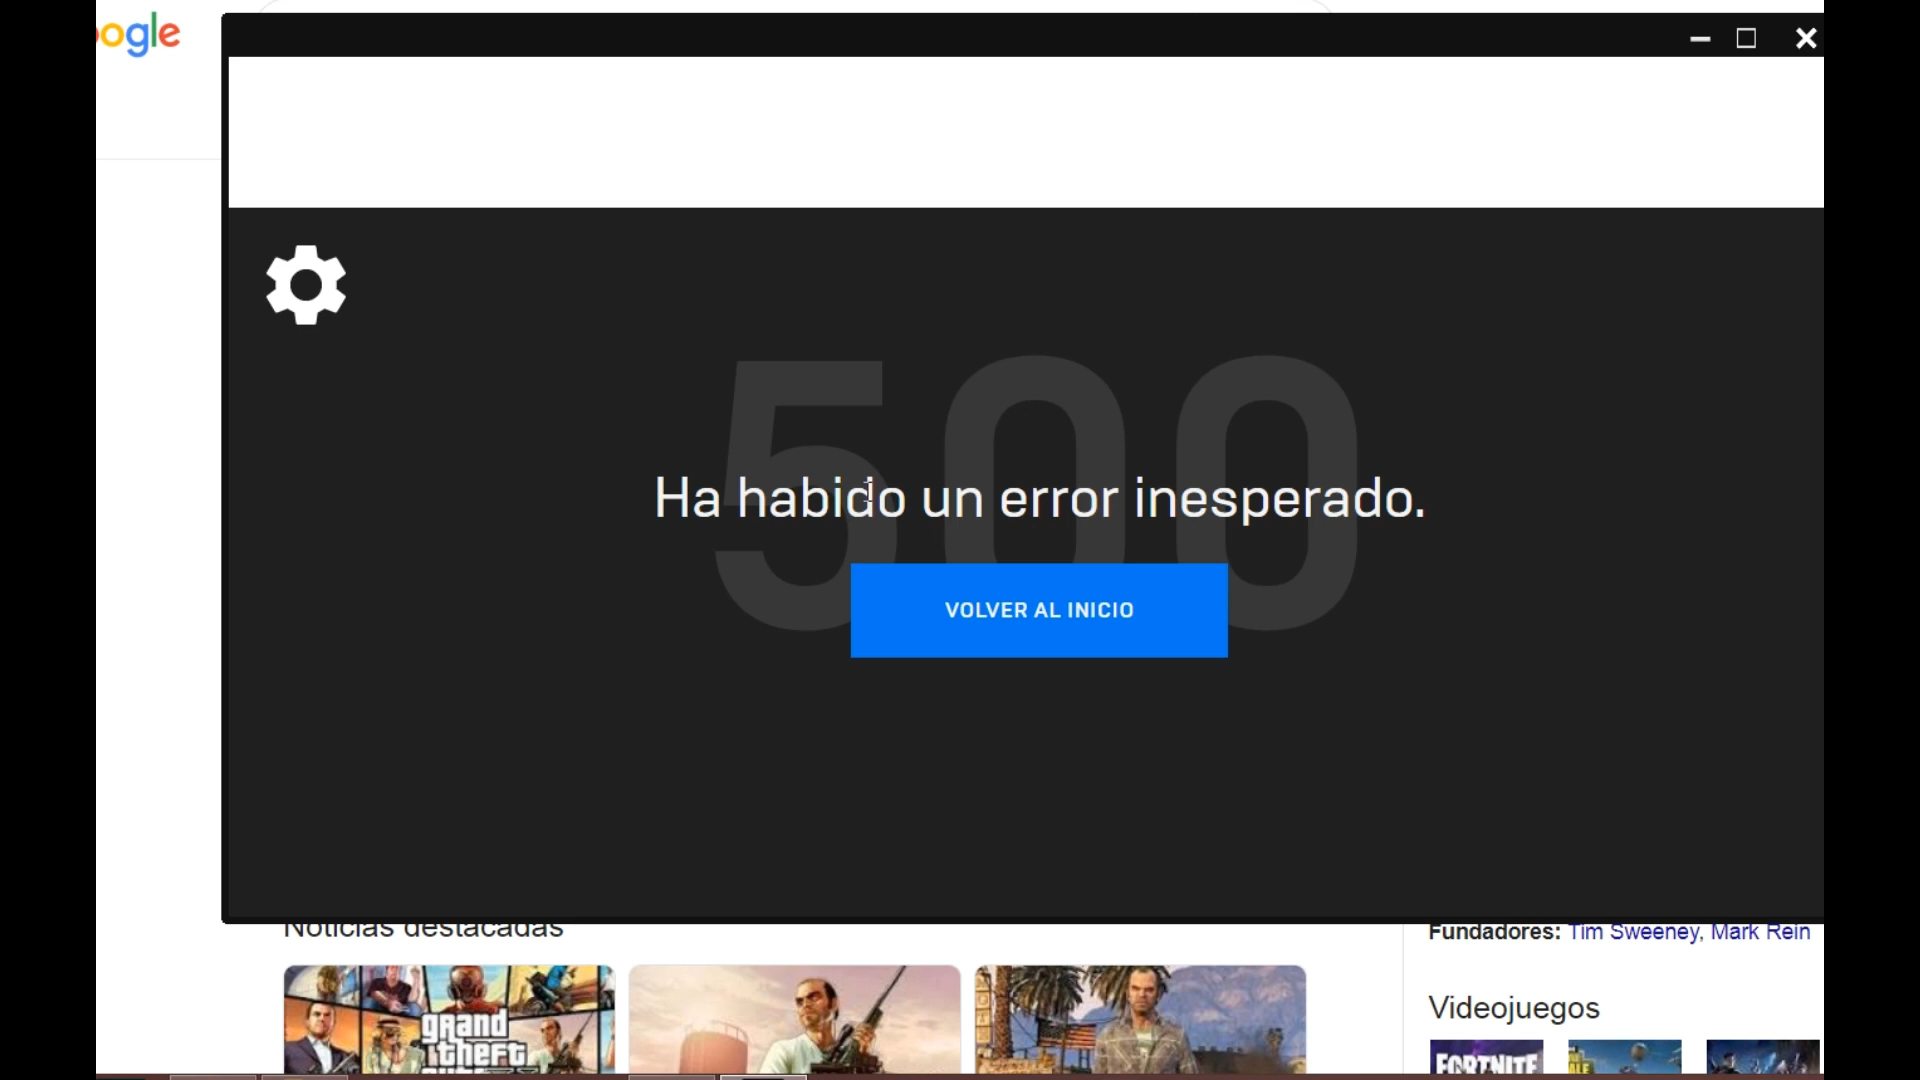 ogle
500
Ha habido un error inesperado.
VOLVER AL INICIO
Noticias destacadas
Fundadores: Tim Sweeney, Mark Rein
Videojuegos
grand
theft
FORTNITE